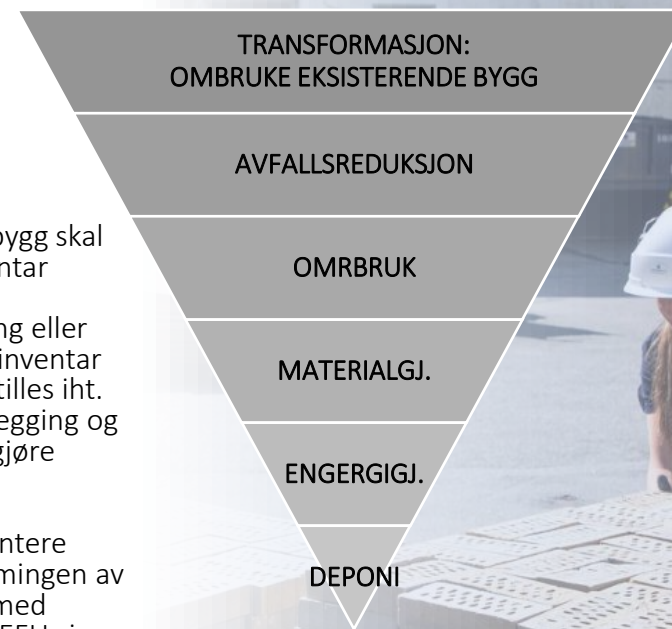 TRANSFORMASJON:
OMBRUKE EKSISTERENDE BYGG
AVFALLSREDUKSJON
OMRBRUK
MATERIALGJ.
ENGERGIGJ.
DEPONI
bygg skal
ntar
ng eller
inventar
tilles iht.
egging og
gjøre
ntere
mingen av
med